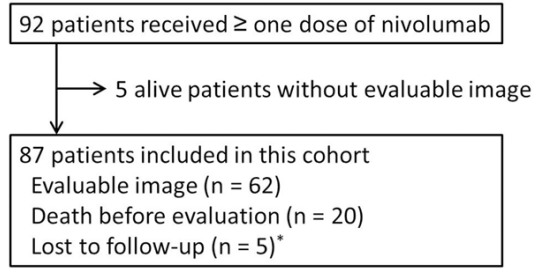 92 patients received ≥ one dose of nivolumab
5 alive patients without evaluable image
87 patients included in this cohort
Evaluable image (n = 62)
Death before evaluation (n = 20)
Lost to follow-up (n = 5)*